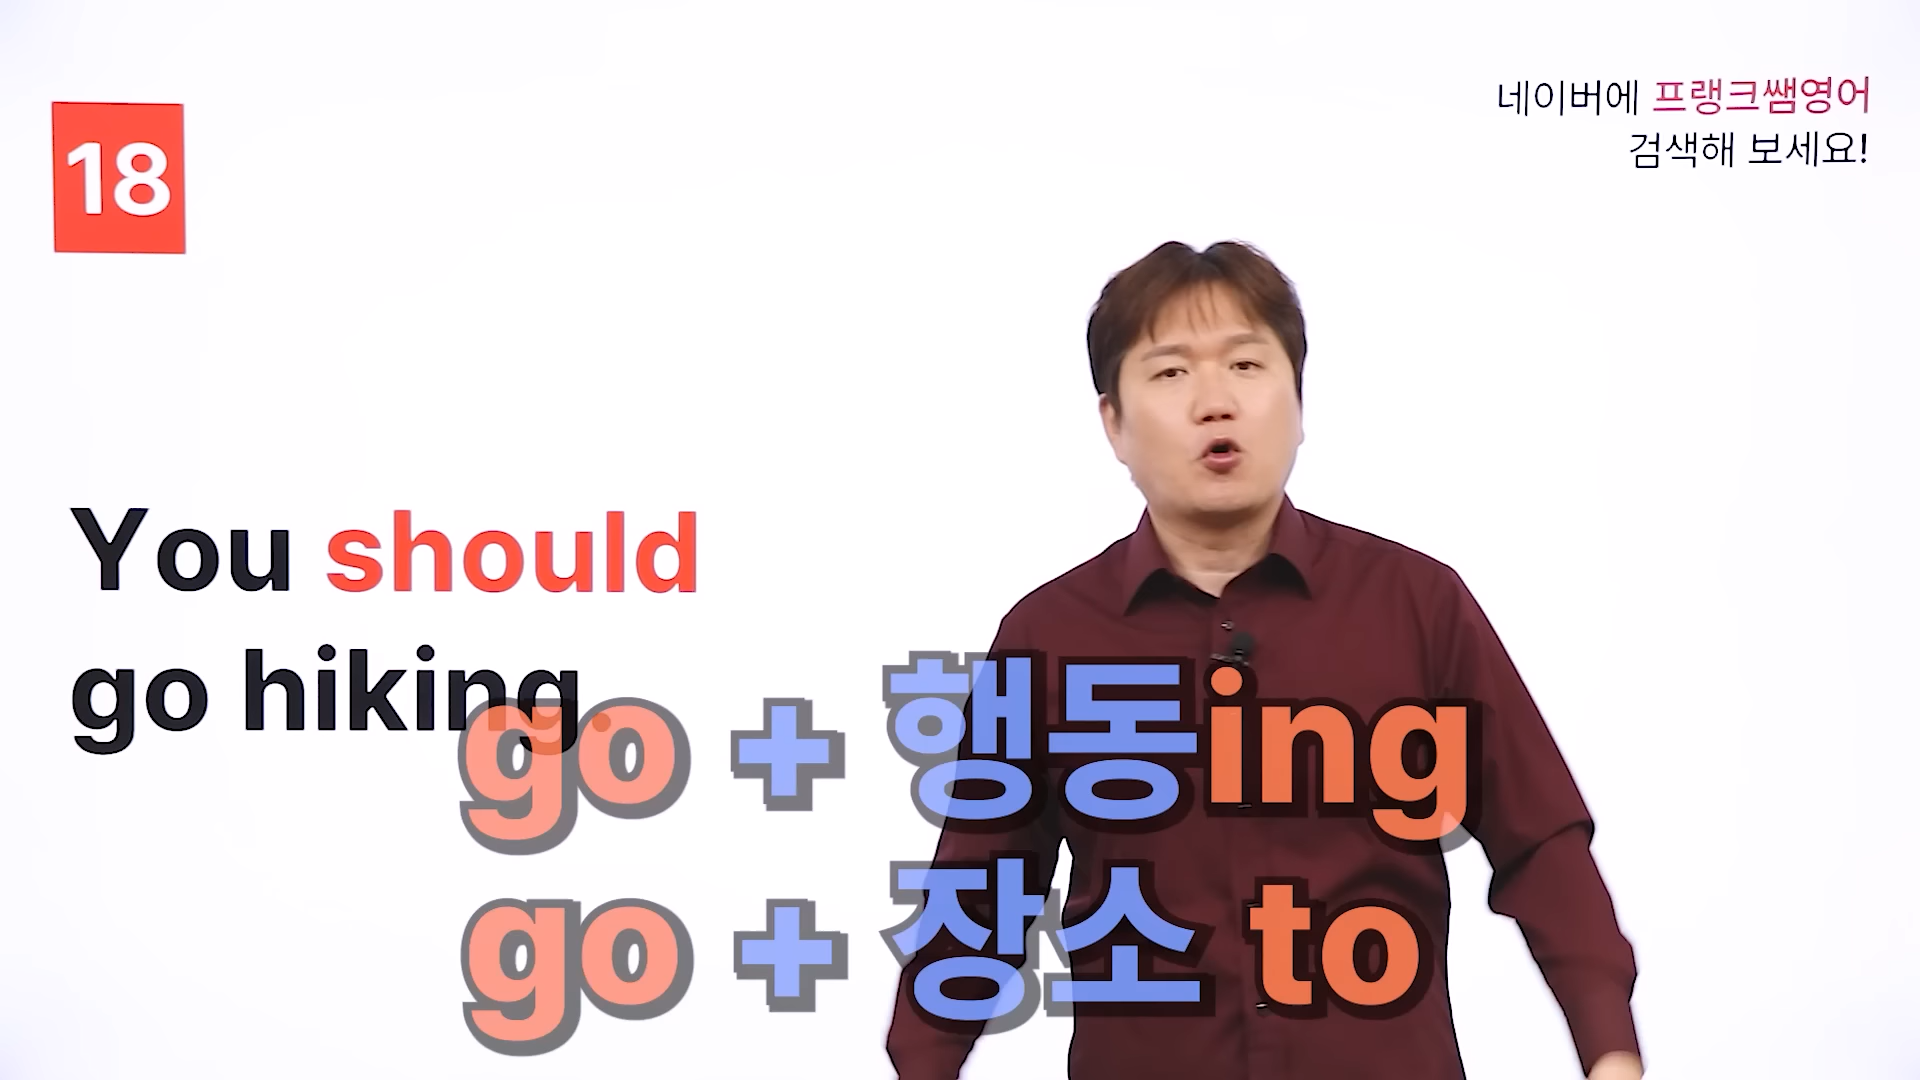 네이버에 프랭크쌤영어
검색해 보세요!
18
You should
go hiking.
go + 행동ing
go + 장소 to